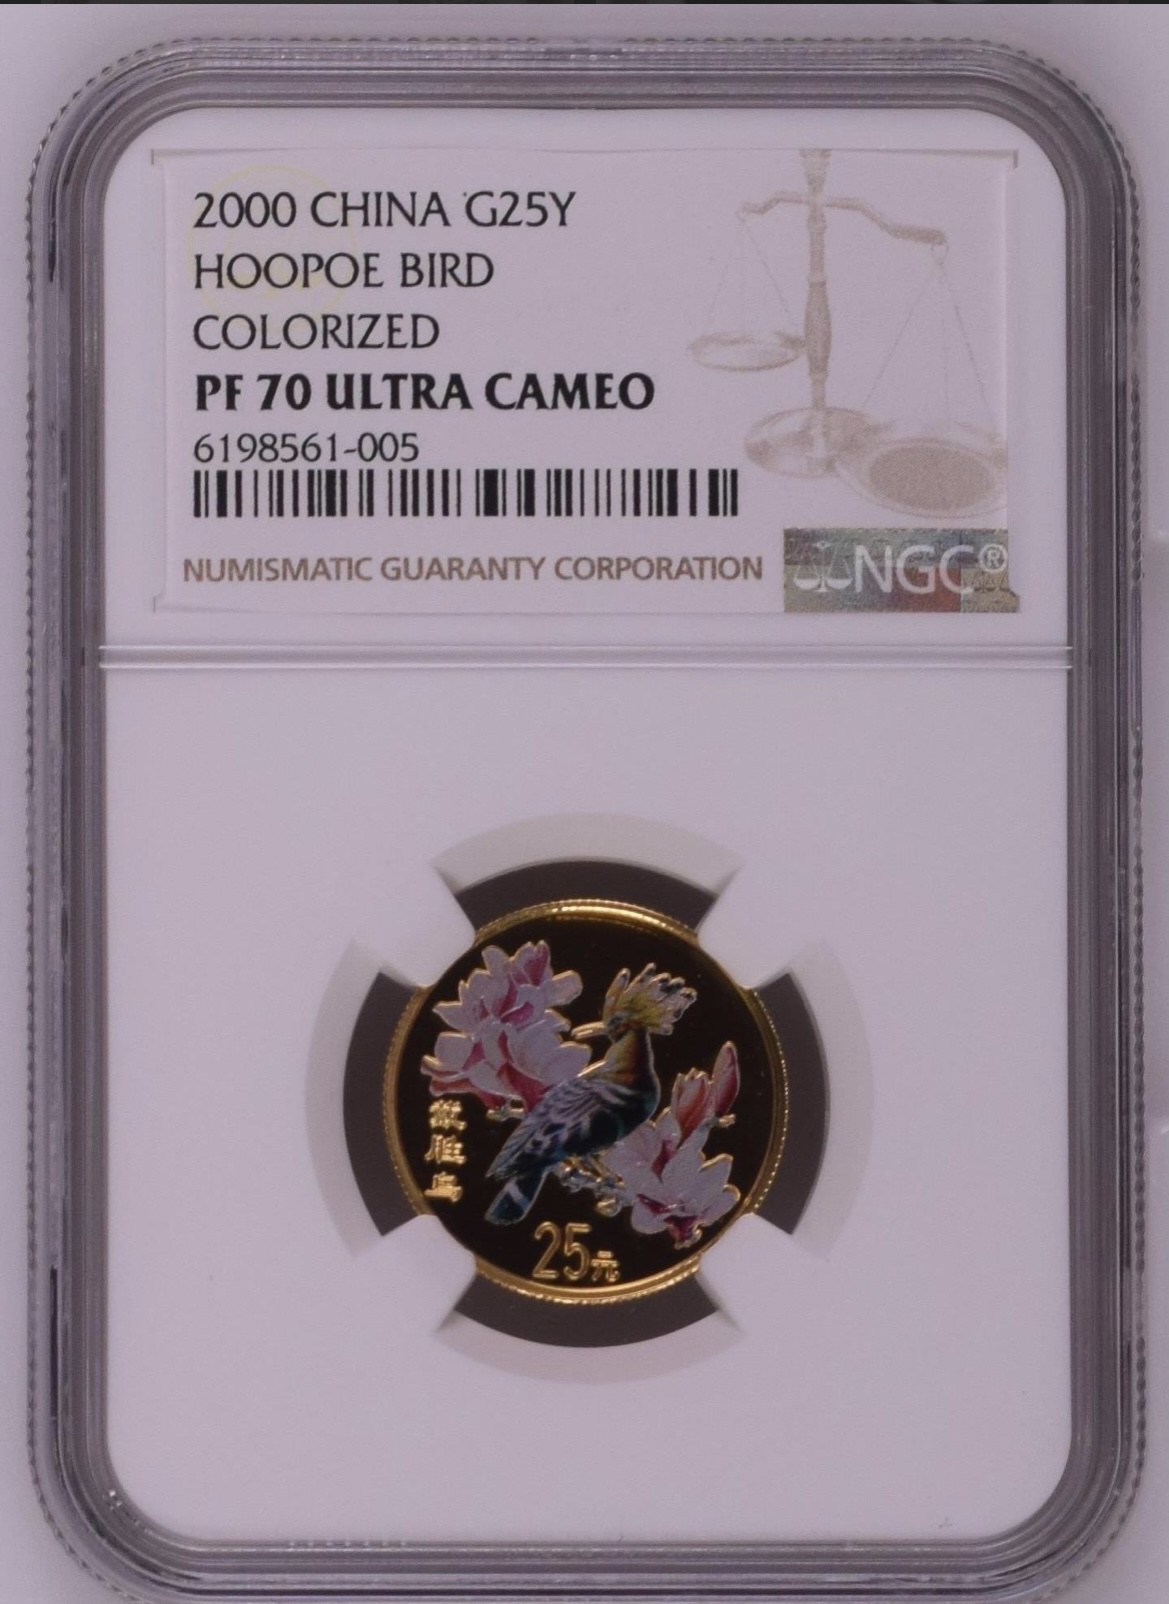 2000 CHINA G25Y
HOOPOE BIRD
COLORIZED
PF 70 ULTRA CAMEO
6198561-005
NUMISMATIC GUARANTY CORPORATION
NGC®
戴胜鸟
25元